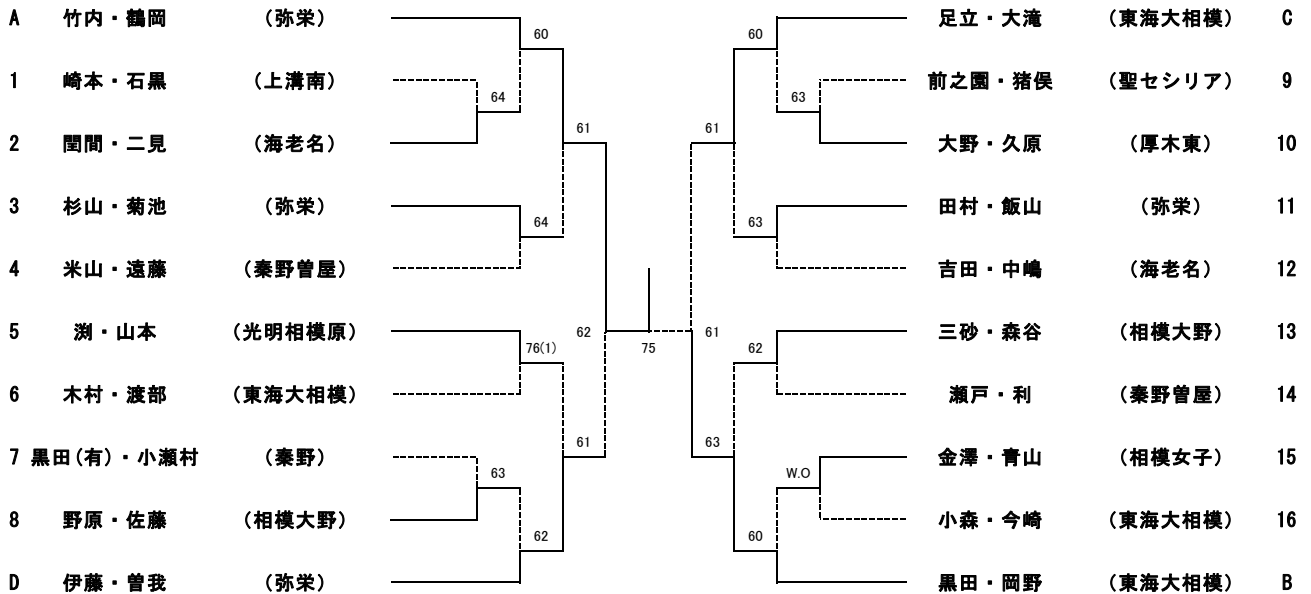 A 竹内・鶴岡 (弥栄) 足立・大滝 (東海大相模) C
60 60
1 崎本・石黒 (上溝南) 前之園・猪俣 (聖セシリア) 9
64 63
61 61
2 閏間・二見 (海老名) 大野・久原 (厚木東) 10
3 杉山・菊池 (弥栄) 田村・飯山 (弥栄) 11
64 63
4 米山・遠藤 (秦野曽屋) 吉田・中嶋 (海老名) 12
5 渕・山本 (光明相模原) 62 61 三砂・森谷 (相模大野) 13
76(1) 75 62
6 木村・渡部 (東海大相模) 瀬戸・利 (秦野曽屋) 14
61 63
7 黒田(有)・小瀬村 (秦野) 金澤・青山 (相模女子) 15
63 W.O
8 野原・佐藤 (相模大野) 小森・今崎 (東海大相模) 16
62 60
D 伊藤・曽我 (弥栄) 黒田・岡野 (東海大相模) B